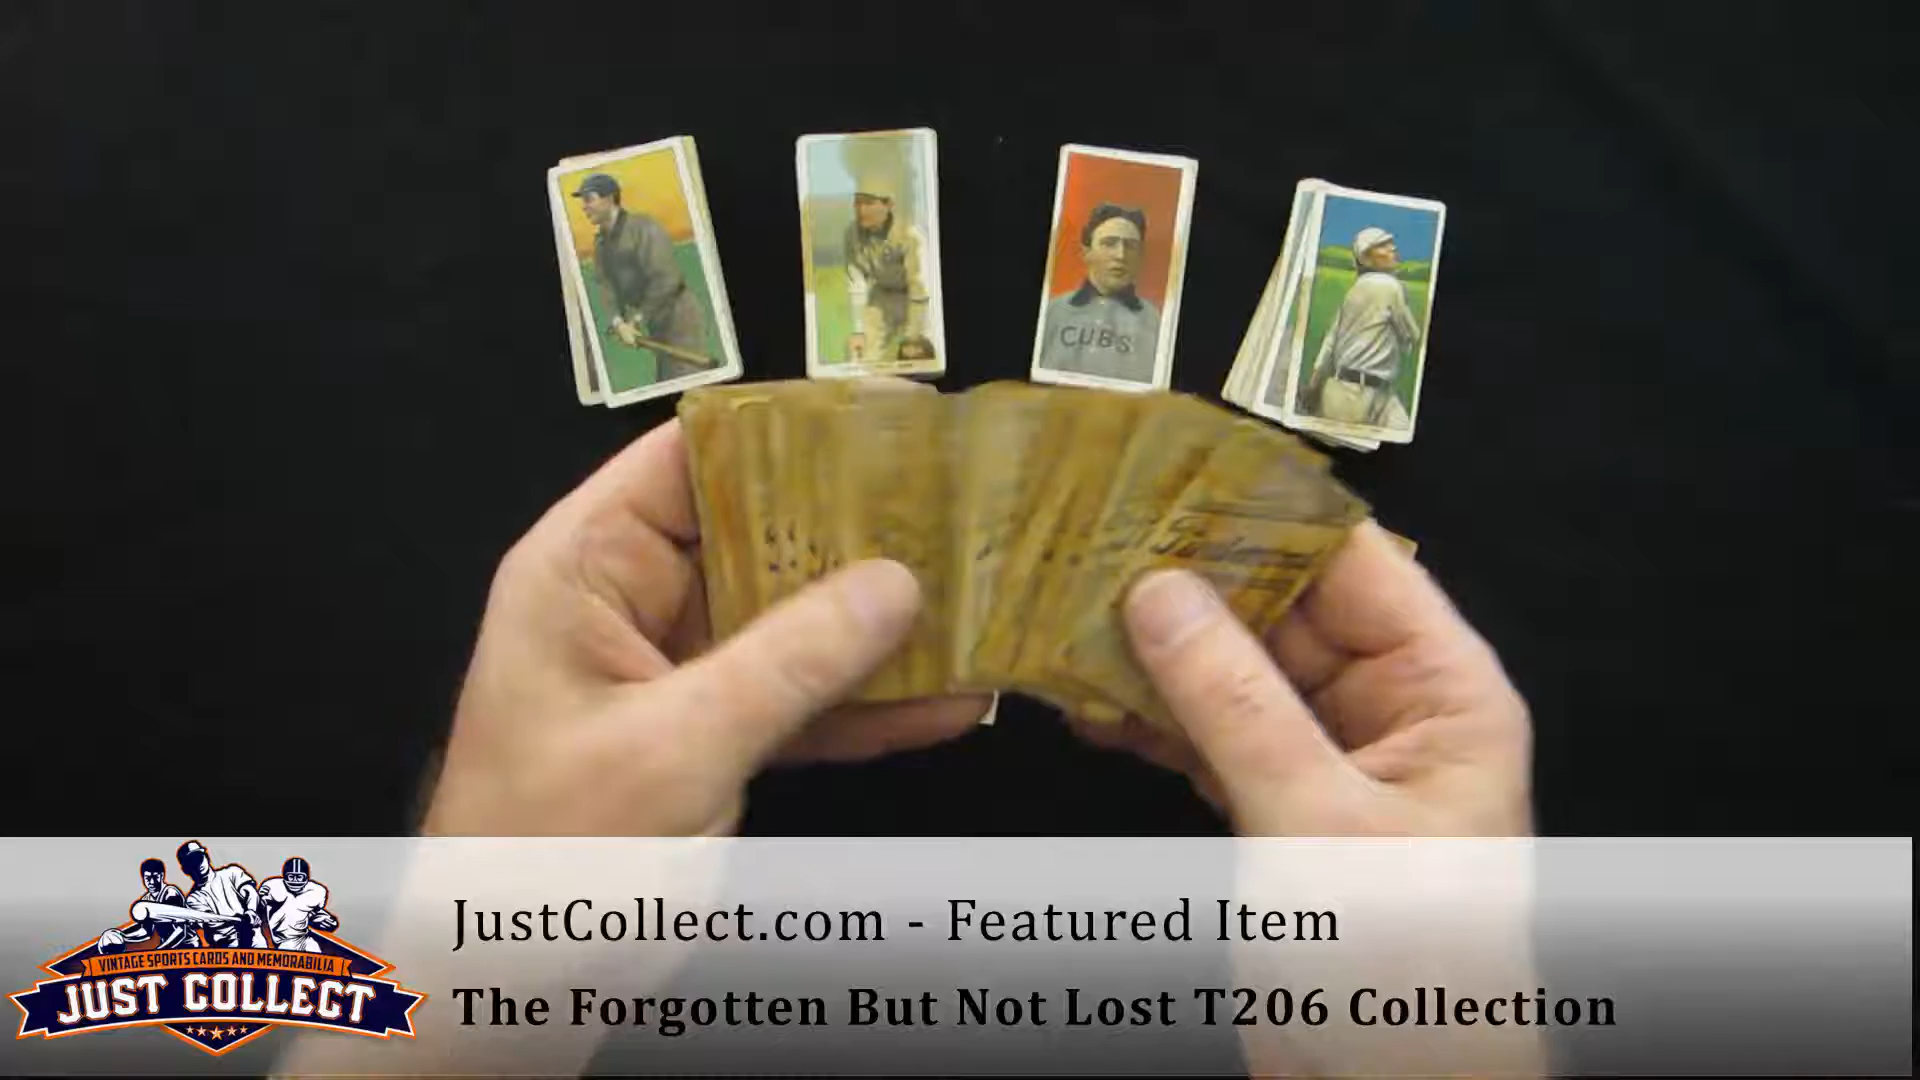 CUBS
JustCollect.com - Featured Item
VINTAGE SPORTS CARDS AND MEMORABILIA
JUST COLLECT
The Forgotten But Not Lost T206 Collection